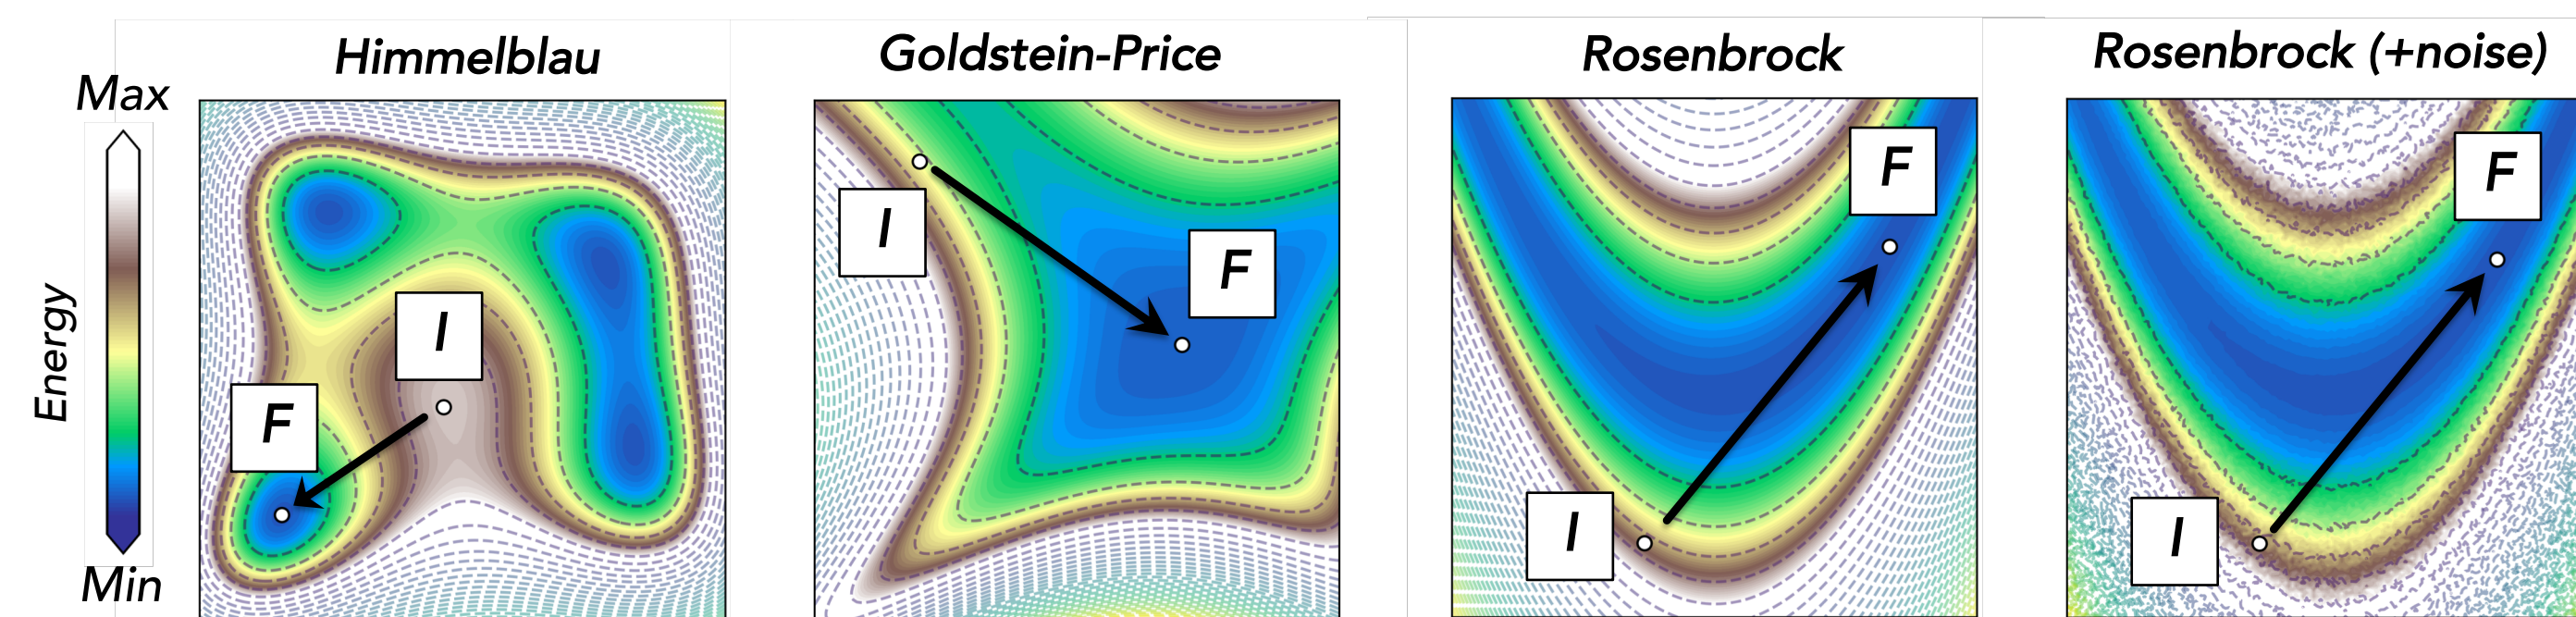 Himmelblau
Goldstein-Price
Rosenbrock
Rosenbrock (+noise)
Max
Energy
Min
I
F
I
F
I
F
I
F